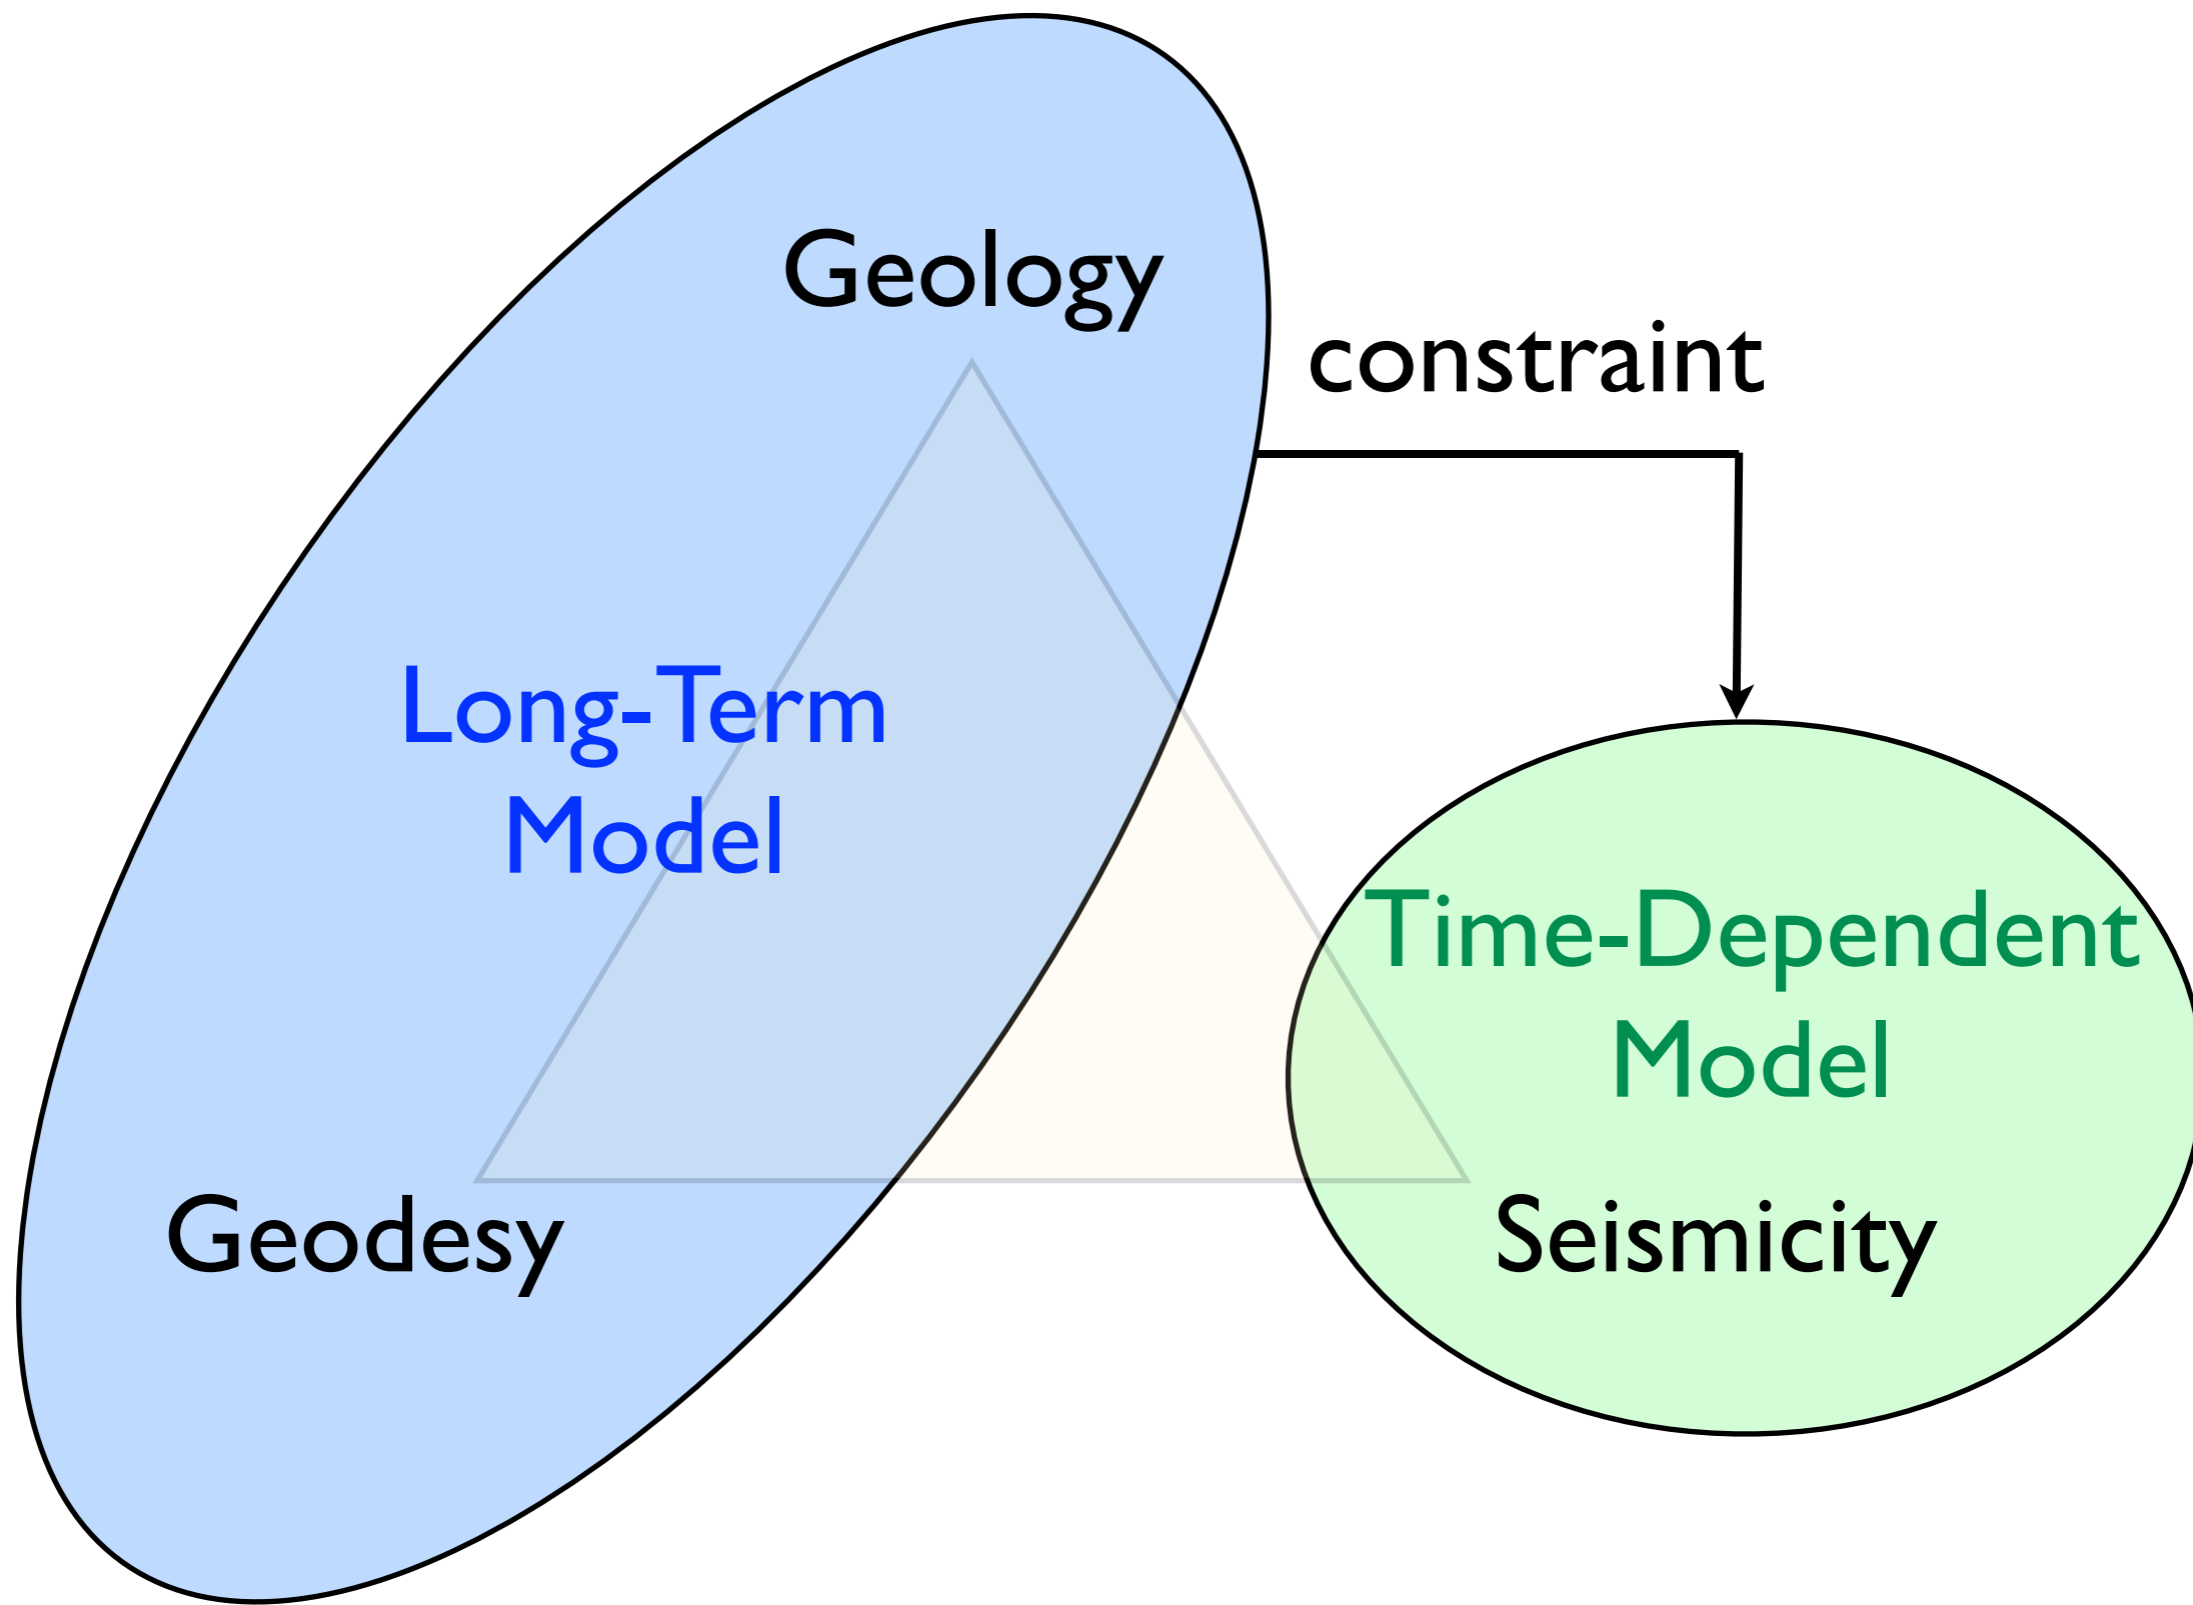 Geology
constraint
Long-Term
Model
Time-Dependent
Model
Geodesy
Seismicity